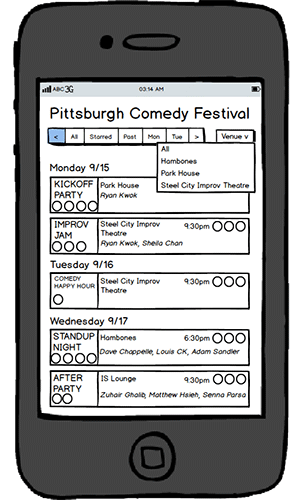 ABC 3G 03:14 AM
Pittsburgh Comedy Festival
< All Starred Past Mon Tue > Venue v
All
Hambones
Park House
Steel City Improv Theatre
Monday 9/15
KICKOFF PARTY
Park House
Ryan Kwok
IMPROV JAM
Steel City Improv Theatre
9:30pm
Ryan Kwok, Sheila Chan
Tuesday 9/16
COMEDY HAPPY HOUR
Steel City Improv Theatre
9:30pm
Wednesday 9/17
STANDUP NIGHT
Hambones
6:30pm
Dave Chappelle, Louis CK, Adam Sandler
AFTER PARTY
IS Lounge
9:30pm
Zuhair Ghalib, Matthew Hsieh, Senna Parsa